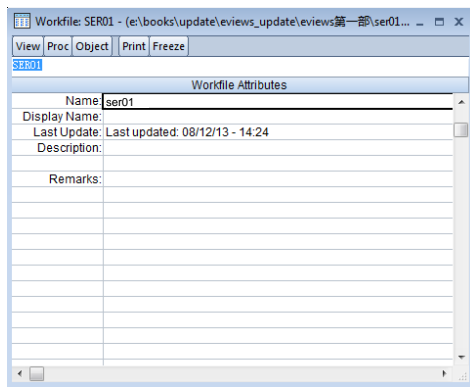 Workfile: SER01 - (e:\books\update\eviews_update\eviews第一部\ser01...
View Proc Object Print Freeze
SER01
Workfile Attributes
Name: ser01
Display Name:
Last Update: Last updated: 08/12/13 - 14:24
Description:
Remarks: